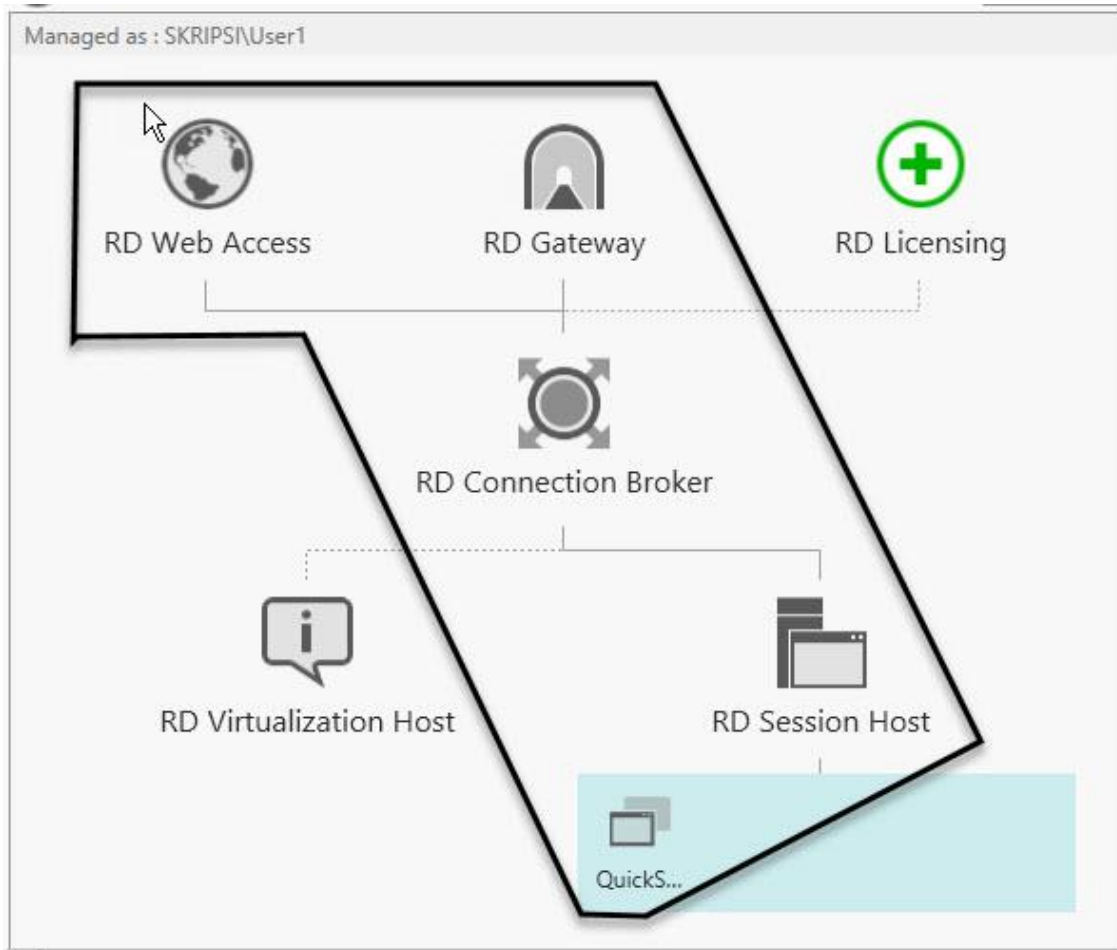 Managed as : SKRIPSI\User1
RD Web Access
RD Gateway
RD Licensing
RD Connection Broker
RD Virtualization Host
RD Session Host
QuickS...